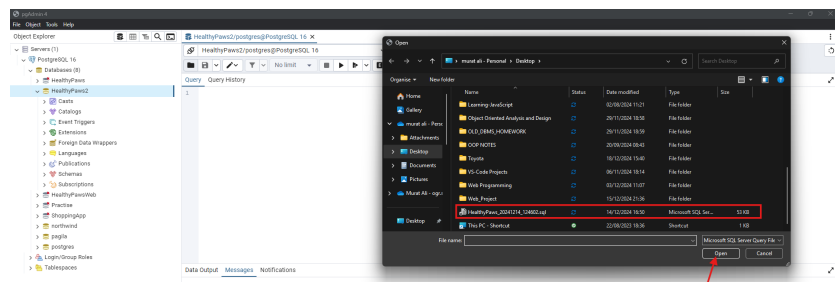 pgAdmin 4
File Object Tools Help
Object Explorer
HealthyPaws2/postgres@PostgreSQL 16
Servers (1)
PostgreSQL 16
Databases (8)
HealthyPaws
HealthyPaws2
Casts
Catalogs
Event Triggers
Extensions
Foreign Data Wrappers
Languages
Publications
Schemas
Subscriptions
HealthyPawsWeb
Practise
ShoppingApp
northwind
pagila
postgres
Login/Group Roles
Tablespaces
HealthyPaws2/postgres@PostgreSQL 16
No limit
Query Query History
1
Data Output Messages Notifications
Open
murat ali - Personal > Desktop >
Search Desktop
Organise New folder
Home
Gallery
murat ali - Pers
Attachments
Desktop
Documents
Pictures
Murat Ali - ogr.
Desktop
Name Status Date modified Type Size
Learning-JavaScript 02/08/2024 11:21 File folder
Object Oriented Analysis and Design 29/11/2024 18:58 File folder
OLD_DBMS_HOMEWORK 29/11/2024 18:59 File folder
OOP NOTES 20/09/2024 08:43 File folder
Toyota 18/12/2024 15:40 File folder
VS-Code Projects 06/11/2024 18:14 File folder
Web Programming 03/12/2024 11:07 File folder
Web_Project 15/12/2024 21:36 File folder
HealthyPaws_20241214_124602.sql 14/12/2024 18:50 Microsoft SQL Ser... 53 KB
This PC - Shortcut 22/08/2023 18:36 Shortcut 1 KB
File name:
Microsoft SQL Server Query File
Open Cancel